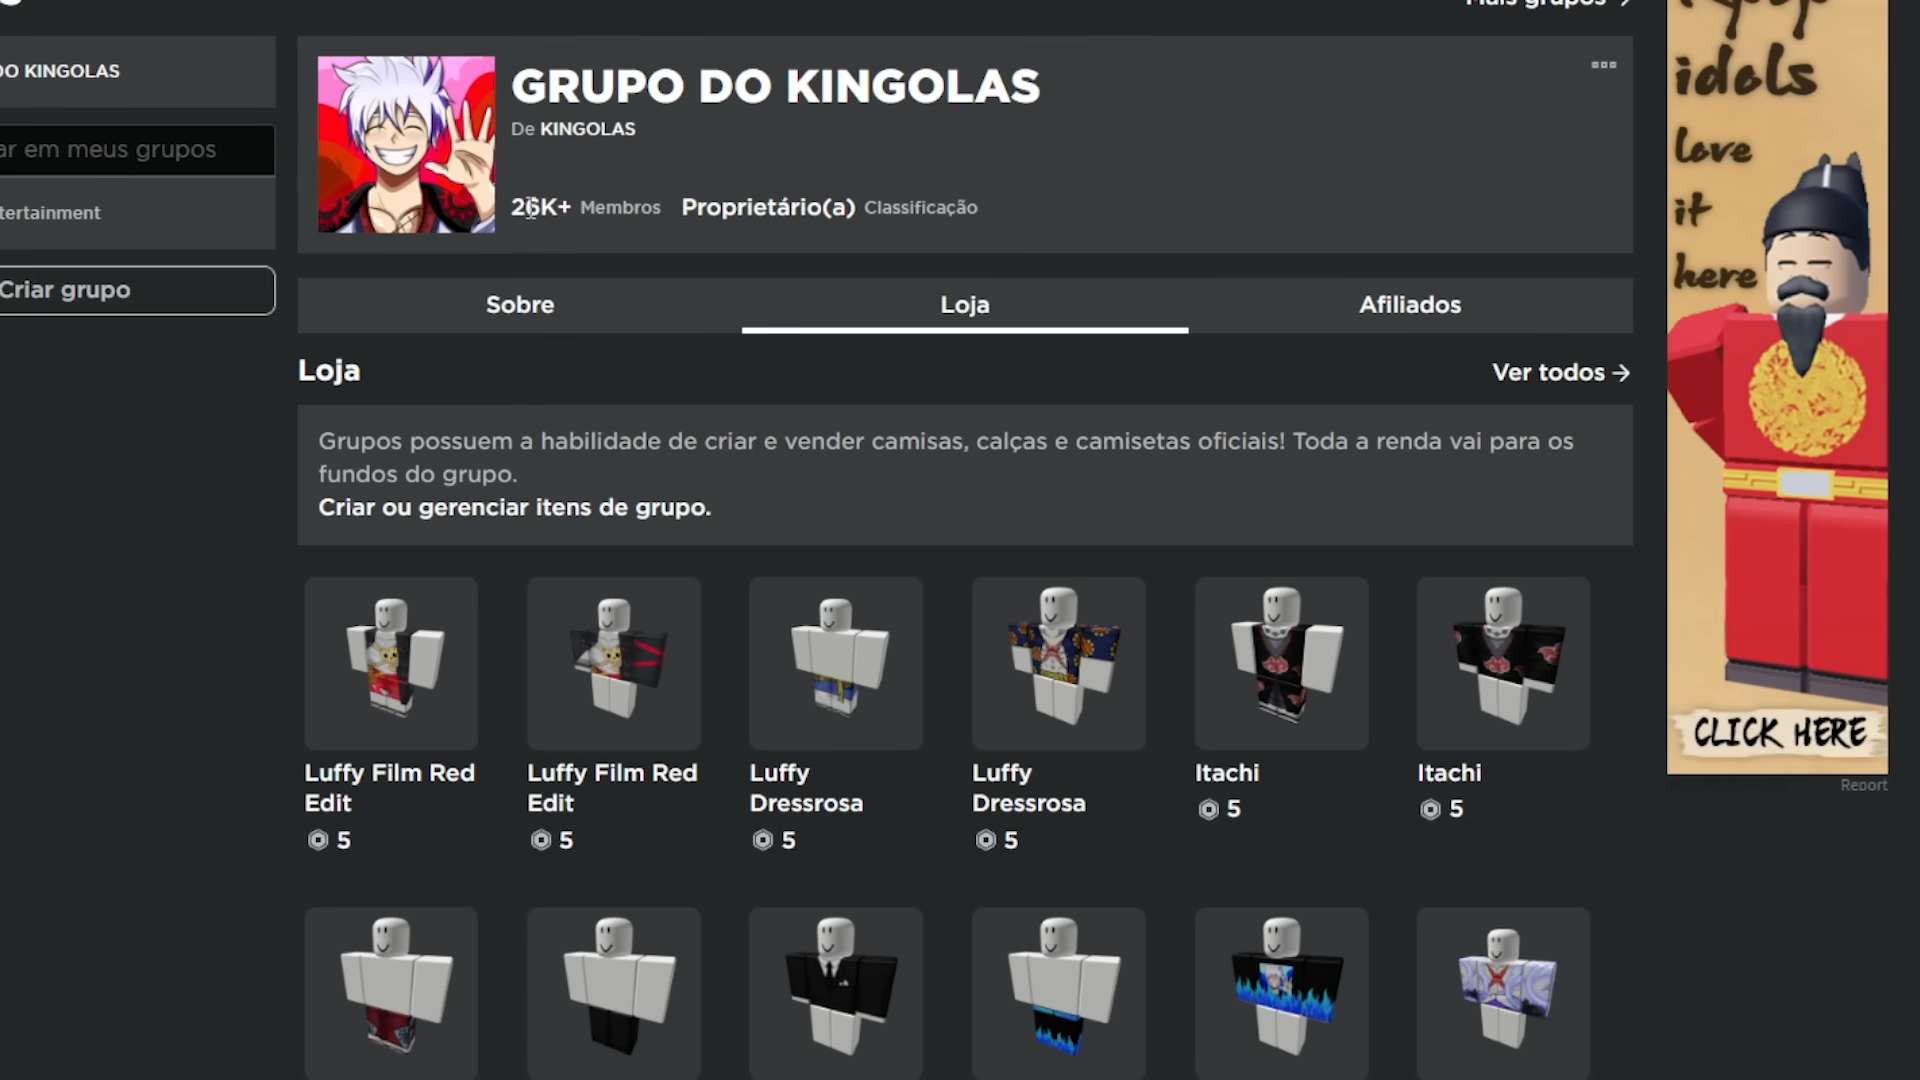 DO KINGOLAS
ar em meus grupos
tertainment
Criar grupo
Mais grupos
GRUPO DO KINGOLAS
De KINGOLAS
26K+ Membros Proprietário(a) Classificação
Sobre Loja Afiliados
Loja
Ver todos →
Grupos possuem a habilidade de criar e vender camisas, calças e camisetas oficiais! Toda a renda vai para os
fundos do grupo.
Criar ou gerenciar itens de grupo.
Luffy Film Red
Edit
5
Luffy Film Red
Edit
5
Luffy
Dressrosa
5
Luffy
Dressrosa
5
Itachi
5
Itachi
5
idols
love
it
here
CLICK HERE
Report